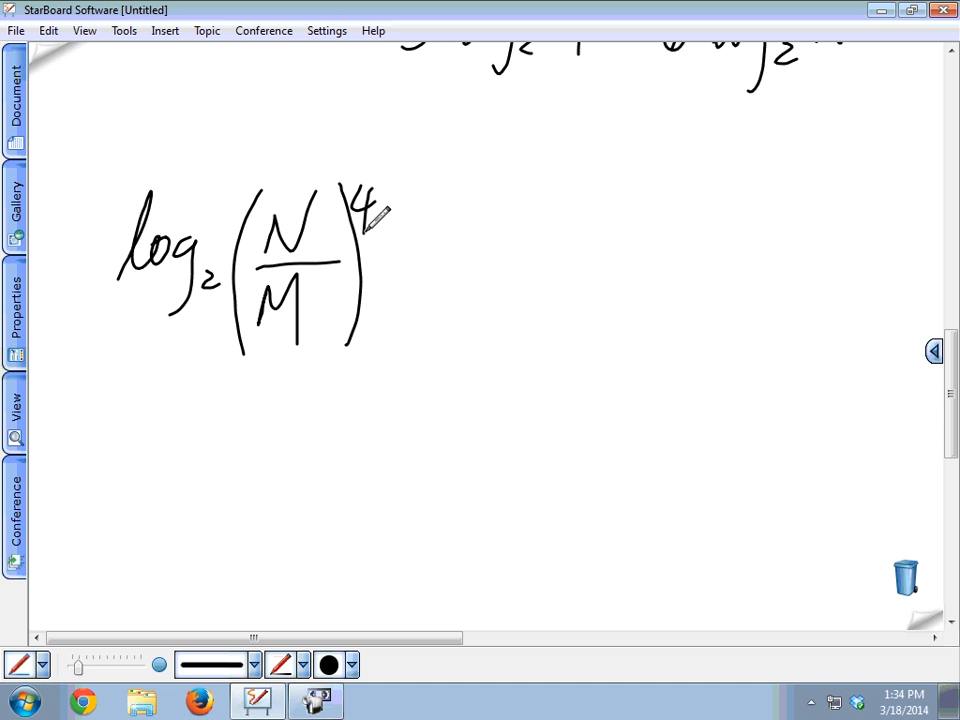 StarBoard Software [Untitled]
File Edit View Tools Insert Topic Conference Settings Help
Document
Gallery
Properties
View
Conference
log₂ (N/M)⁴
1:34 PM
3/18/2014